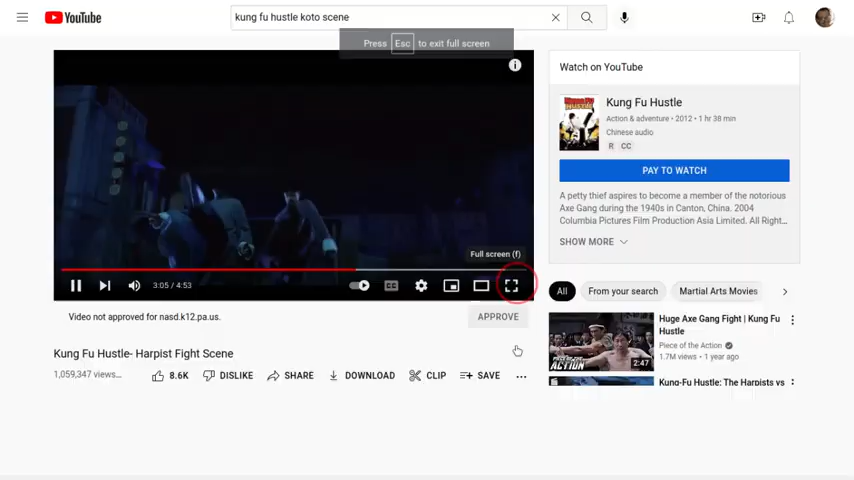 YouTube
kung fu hustle koto scene
Press Esc to exit full screen
Watch on YouTube
Kung Fu Hustle
Action & adventure • 2012 • 1 hr 38 min
Chinese audio
R CC
PAY TO WATCH
A petty thief aspires to become a member of the notorious
Axe Gang during the 1940s in Canton, China. 2004
Columbia Pictures Film Production Asia Limited. All Right...
SHOW MORE
Full screen (f)
3:05 / 4:53
CC
Video not approved for nasd.k12.pa.us.
APPROVE
Kung Fu Hustle- Harpist Fight Scene
1,059,347 views...
8.6K
DISLIKE
SHARE
DOWNLOAD
CLIP
SAVE
All
From your search
Martial Arts Movies
Huge Axe Gang Fight | Kung Fu
Hustle
Piece of the Action
1.7M views • 1 year ago
PIECE OF THE
ACTION
2:47
Kung-Fu Hustle: The Harpists vs